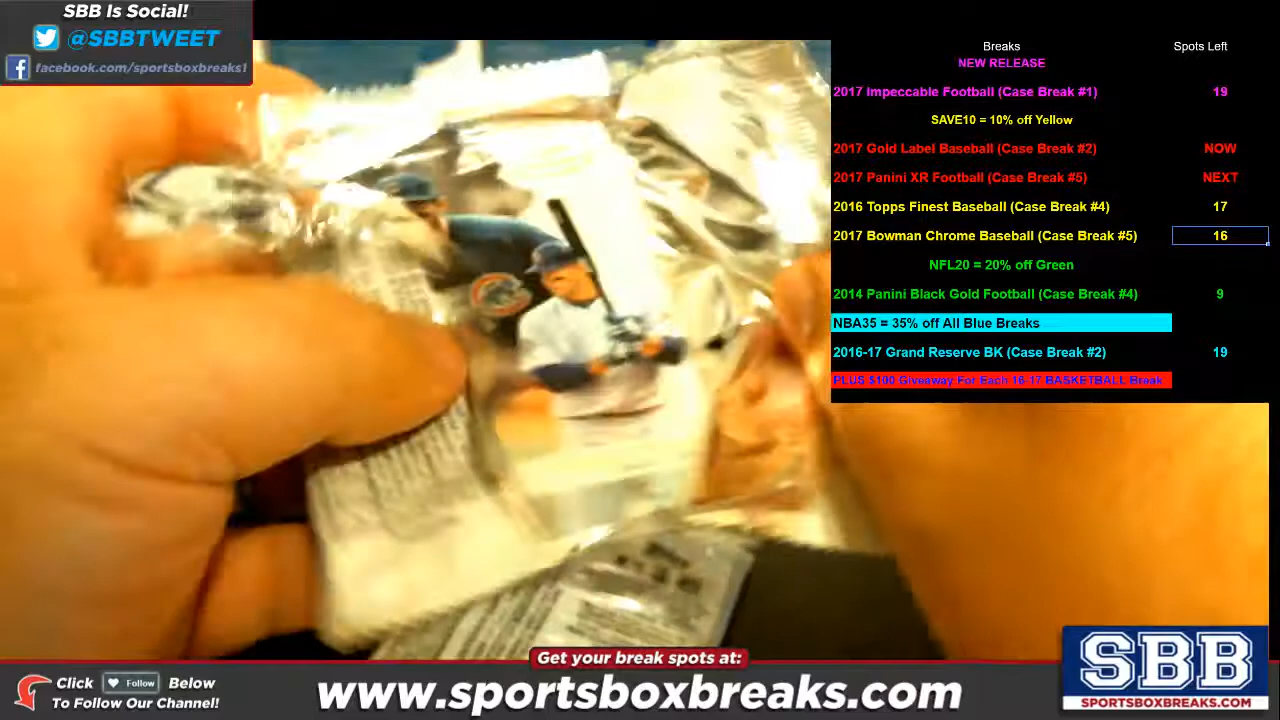 SBB Is Social!
@SBBTWEET
facebook.com/sportsboxbreaks1
Breaks Spots Left
NEW RELEASE
2017 Impeccable Football (Case Break #1) 19
SAVE10 = 10% off Yellow
2017 Gold Label Baseball (Case Break #2) NOW
2017 Panini XR Football (Case Break #5) NEXT
2016 Topps Finest Baseball (Case Break #4) 17
2017 Bowman Chrome Baseball (Case Break #5) 16
NFL20 = 20% off Green
2014 Panini Black Gold Football (Case Break #4) 9
NBA35 = 35% off All Blue Breaks
2016-17 Grand Reserve BK (Case Break #2) 19
PLUS $100 Giveaway For Each 16-17 BASKETBALL Break
C
Get your break spots at:
Click Follow Below
To Follow Our Channel!
www.sportsboxbreaks.com
SBB
SPORTSBOXBREAKS.COM